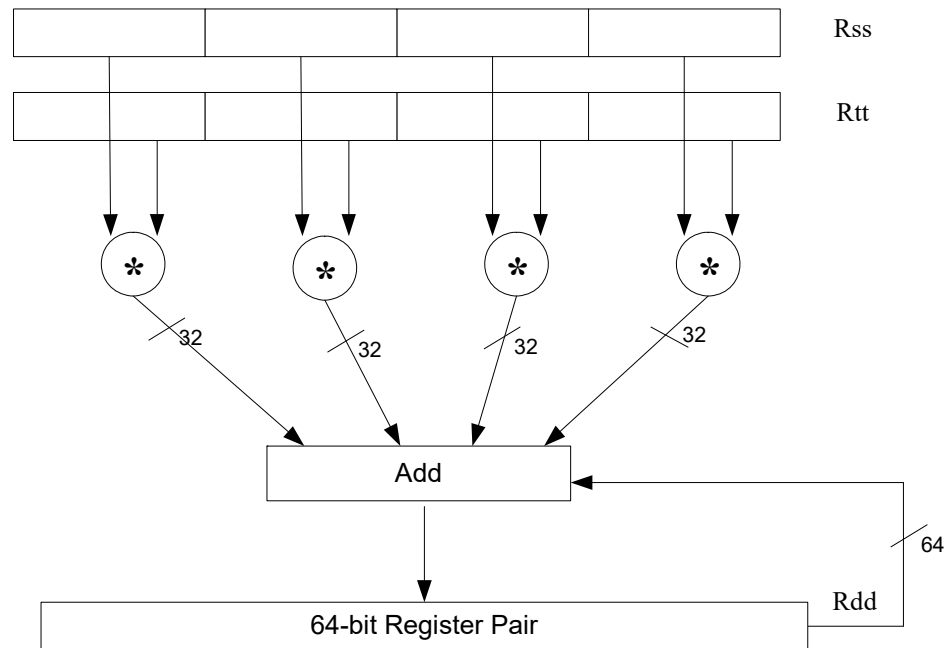 Rss
Rtt
* * * *
32 32 32 32
Add
64
Rdd
64-bit Register Pair